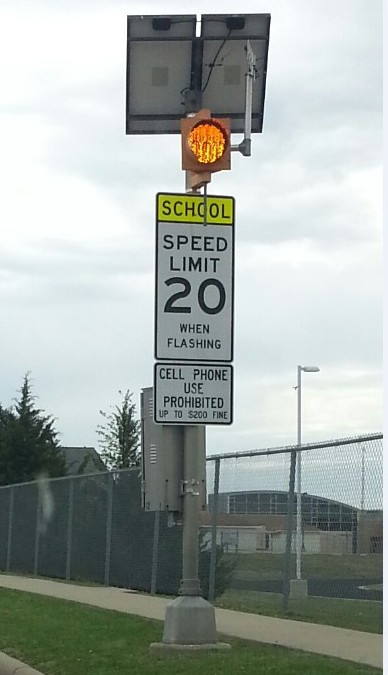 SCHOOL
SPEED
LIMIT
20
WHEN
FLASHING
CELL PHONE
USE
PROHIBITED
UP TO $200 FINE